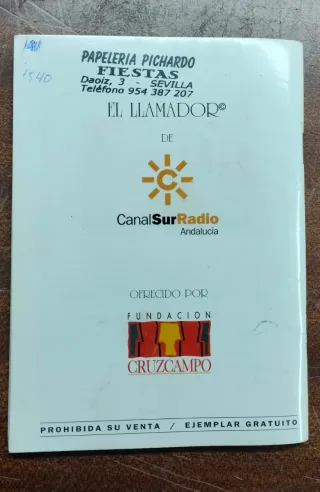 1540
PAPELERIA PICHARDO
FIESTAS
Daoiz, 3 - SEVILLA
Teléfono 954 387 207
EL LLAMADOR©
DE
C
CanalSurRadio
Andalucía
OFRECIDO POR
FUNDACION
CRUZCAMPO
PROHIBIDA SU VENTA / EJEMPLAR GRATUITO